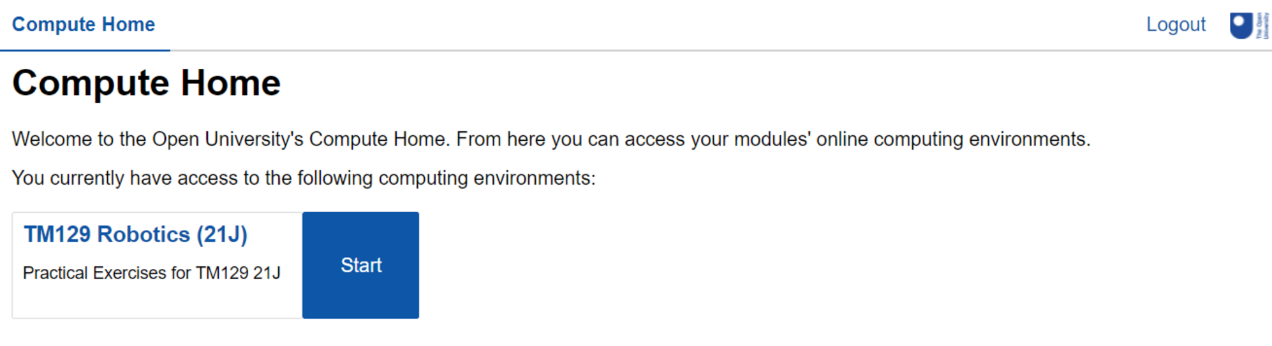 Compute Home
Logout
The Open
University
Compute Home
Welcome to the Open University's Compute Home. From here you can access your modules' online computing environments.
You currently have access to the following computing environments:
TM129 Robotics (21J)
Practical Exercises for TM129 21J
Start